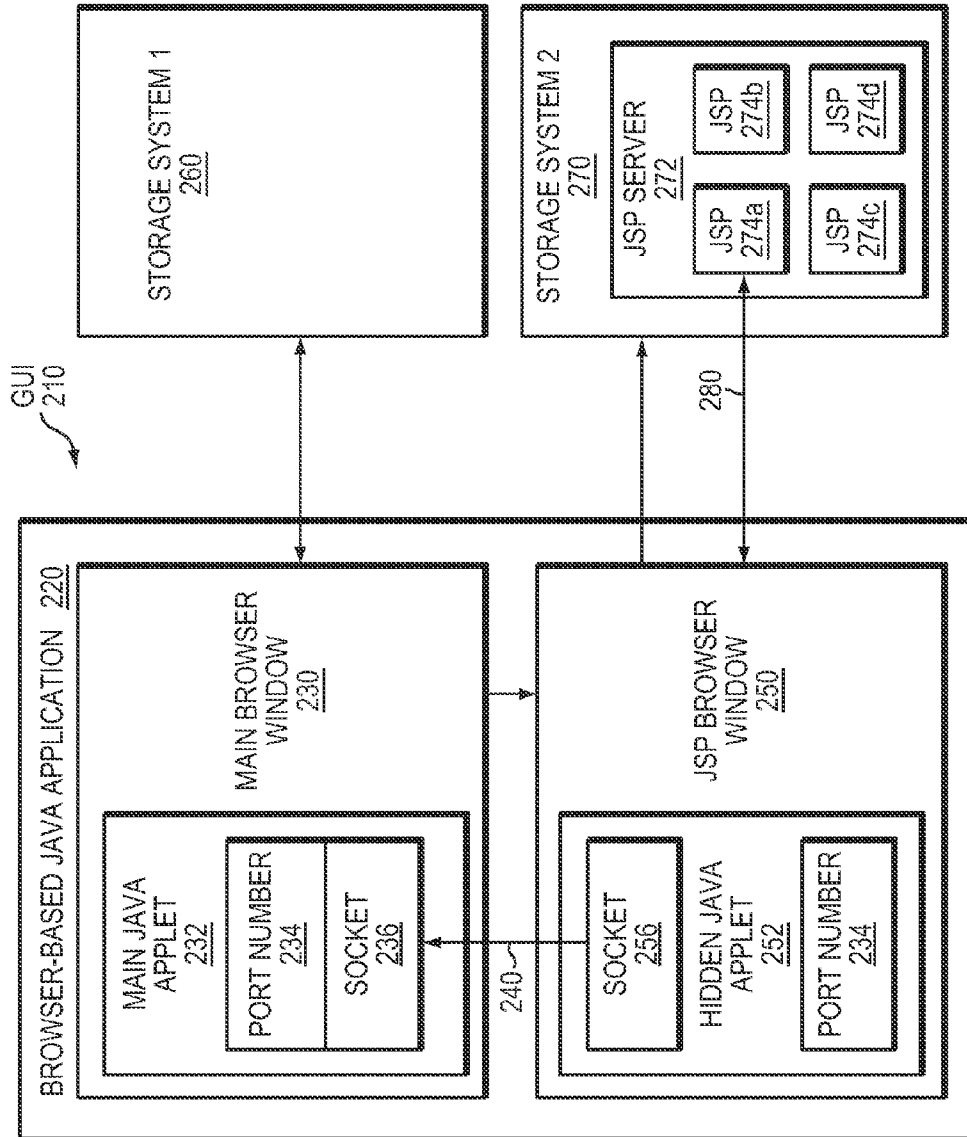 GUI
210
BROWSER-BASED JAVA APPLICATION 220
MAIN JAVA
APPLET
232
PORT NUMBER
234
SOCKET
236
MAIN BROWSER
WINDOW
230
240
SOCKET
256
HIDDEN JAVA
APPLET
252
PORT NUMBER
234
JSP BROWSER
WINDOW
250
STORAGE SYSTEM 1
260
STORAGE SYSTEM 2
270
JSP SERVER
272
JSP
274a
JSP
274b
JSP
274c
JSP
274d
280